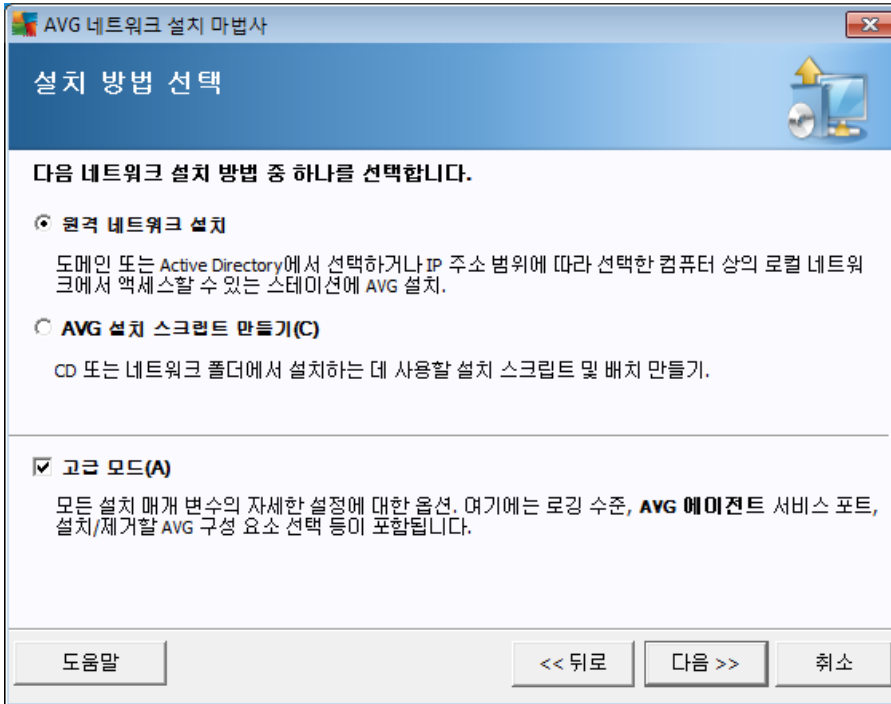 AVG 네트워크 설치 마법사
설치 방법 선택
다음 네트워크 설치 방법 중 하나를 선택합니다.
원격 네트워크 설치
도메인 또는 Active Directory에서 선택하거나 IP 주소 범위에 따라 선택한 컴퓨터 상의 로컬 네트워
크에서 액세스할 수 있는 스테이션에 AVG 설치.
AVG 설치 스크립트 만들기(C)
CD 또는 네트워크 폴더에서 설치하는 데 사용할 설치 스크립트 및 배치 만들기.
고급 모드(A)
모든 설치 매개 변수의 자세한 설정에 대한 옵션. 여기에는 로깅 수준, AVG 에이전트 서비스 포트,
설치/제거할 AVG 구성 요소 선택 등이 포함됩니다.
도움말
<< 뒤로
다음 >>
취소